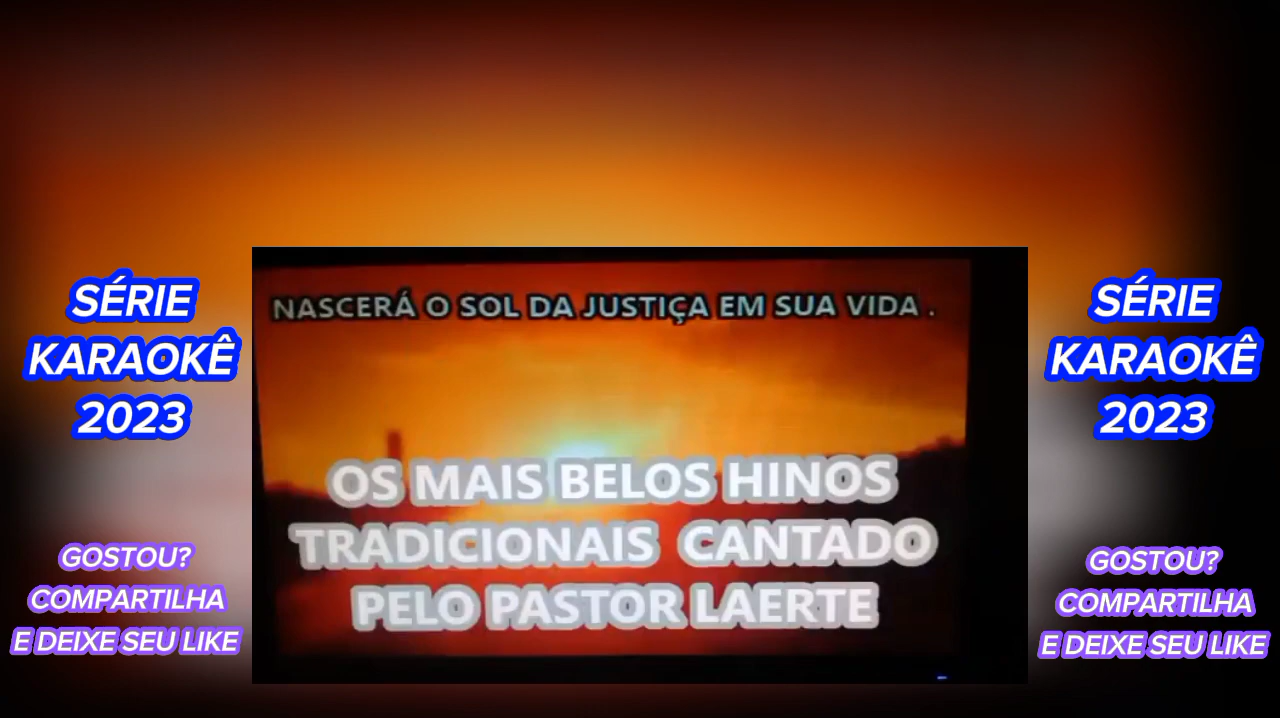 SÉRIE
KARAOKÊ
2023
GOSTOU?
COMPARTILHA
E DEIXE SEU LIKE
NASCERÁ O SOL DA JUSTIÇA EM SUA VIDA .
OS MAIS BELOS HINOS
TRADICIONAIS CANTADO
PELO PASTOR LAERTE
SÉRIE
KARAOKÊ
2023
GOSTOU?
COMPARTILHA
E DEIXE SEU LIKE